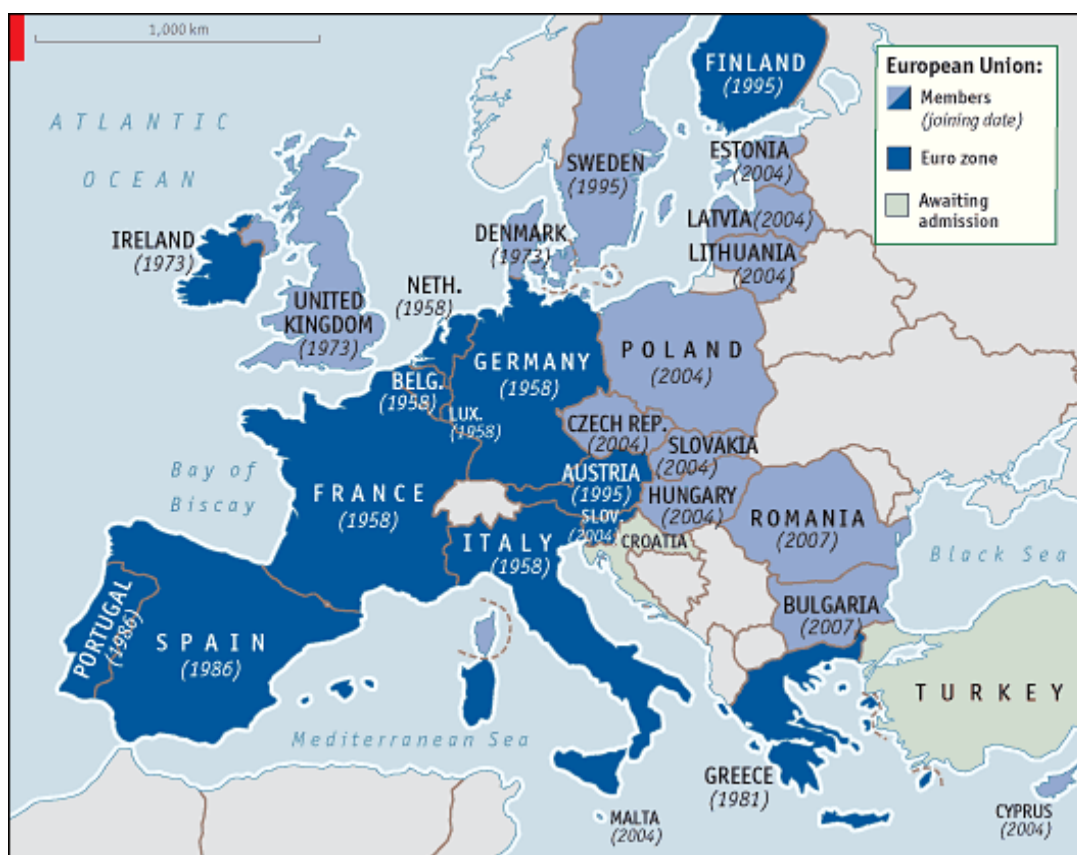 1,000 km
European Union:
Members
(joining date)
Euro zone
Awaiting
admission
ATLANTIC
OCEAN
FINLAND
(1995)
SWEDEN
(1995)
ESTONIA
(2004)
LATVIA (2004)
LITHUANIA
(2004)
IRELAND
(1973)
DENMARK
(1973)
UNITED
KINGDOM
(1973)
NETH.
(1958)
GERMANY
(1958)
POLAND
(2004)
BELG.
(1958)
LUX.
(1958)
CZECH REP.
(2004)
SLOVAKIA
(2004)
Bay of
Biscay
FRANCE
(1958)
AUSTRIA
(1995)
HUNGARY
(2004)
SLOV.
(2004)
CROATIA
ITALY
(1958)
ROMANIA
(2007)
Black Sea
BULGARIA
(2007)
PORTUGAL
(1986)
SPAIN
(1986)
TURKEY
Mediterranean Sea
GREECE
(1981)
MALTA
(2004)
CYPRUS
(2004)